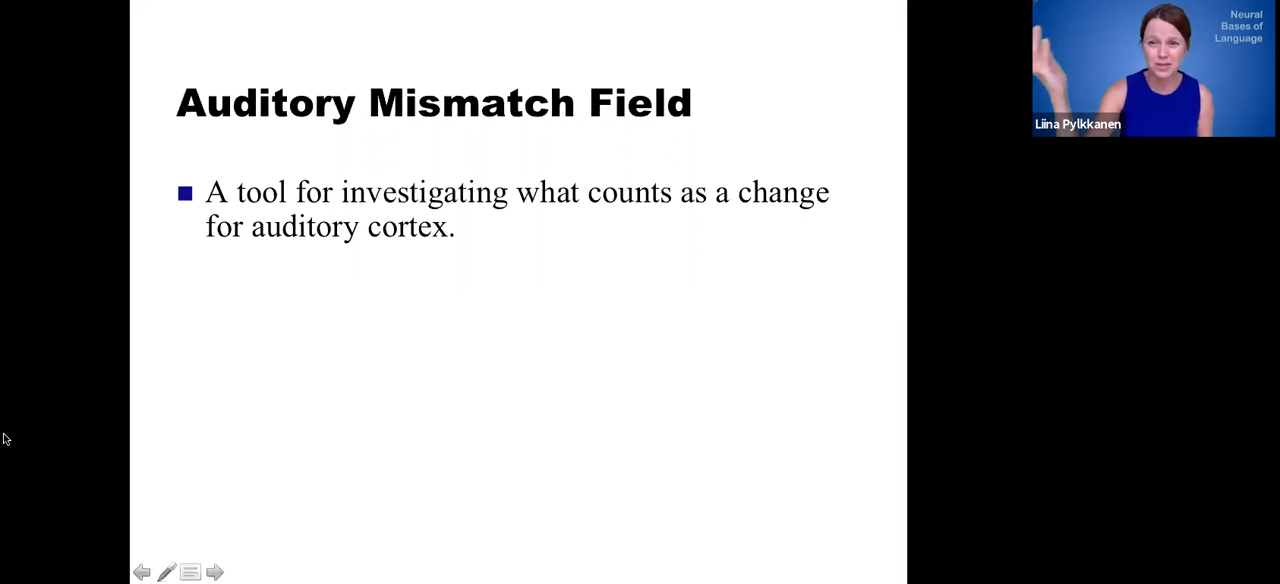 Auditory Mismatch Field
A tool for investigating what counts as a change
for auditory cortex.
Neural
Bases of
Language
Liina Pylkkanen